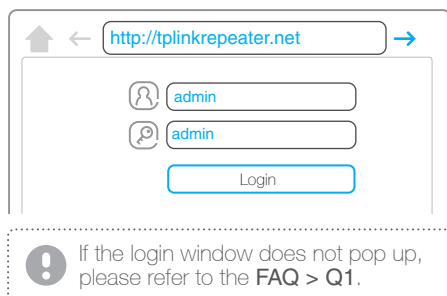 http://tplinkrepeater.net
admin
admin
Login
If the login window does not pop up,
please refer to the FAQ > Q1.